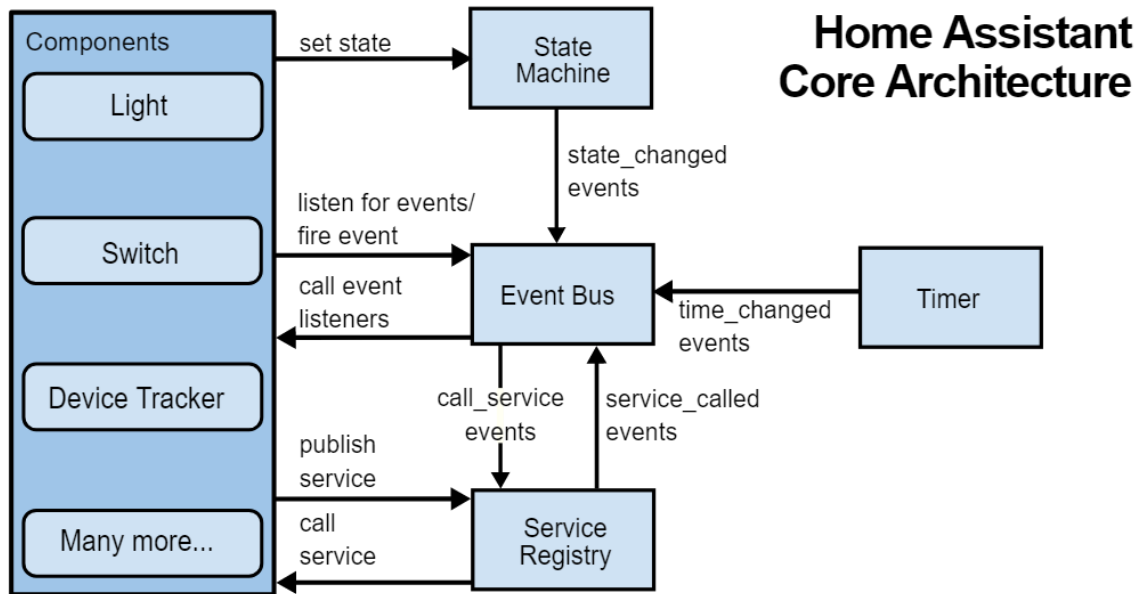 Home Assistant
Core Architecture
Components
Light
Switch
Device Tracker
Many more...
set state
State
Machine
state_changed
events
listen for events/
fire event
call event
listeners
Event Bus
time_changed
events
Timer
call_service
events
service_called
events
publish
service
call
service
Service
Registry